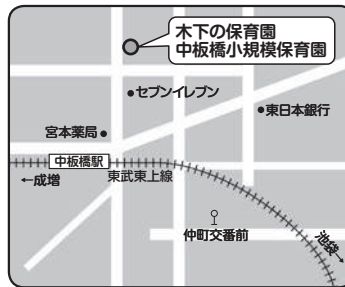 木下の保育園
中板橋小規模保育園
セブンイレブン
東日本銀行
宮本薬局
中板橋駅
←成増
東武東上線
仲町交番前
池袋→